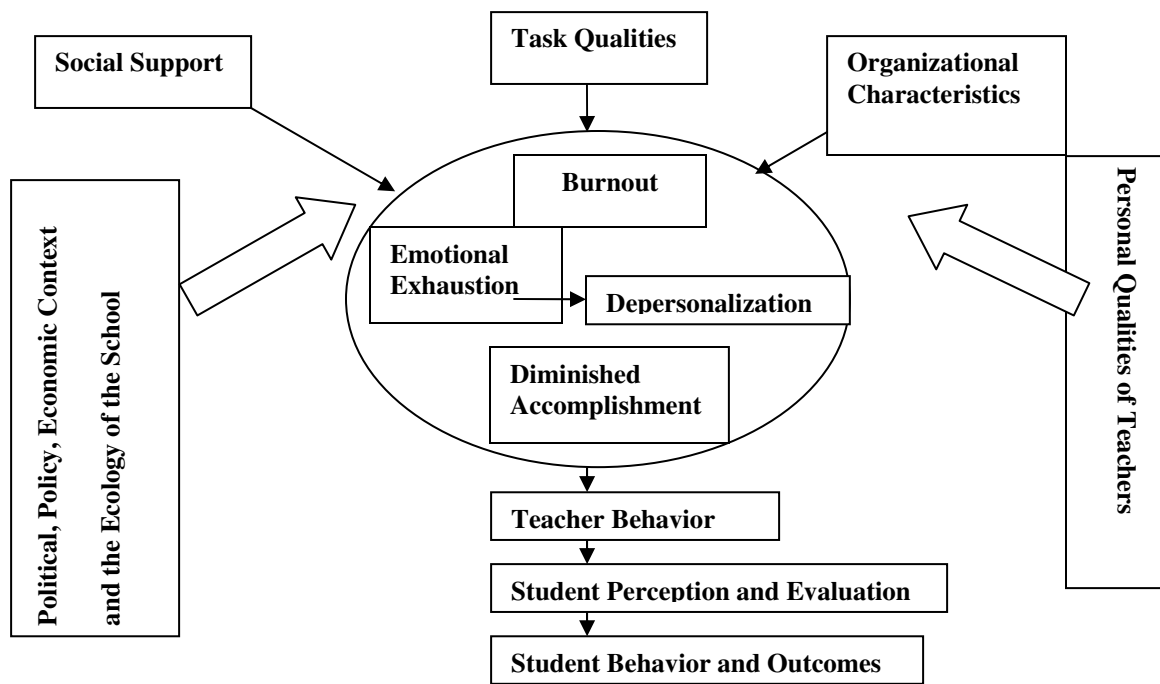 Task Qualities
Social Support
Organizational
Characteristics
Burnout
Emotional
Exhaustion
Depersonalization
Diminished
Accomplishment
Political, Policy, Economic Context
and the Ecology of the School
Personal Qualities of Teachers
Teacher Behavior
Student Perception and Evaluation
Student Behavior and Outcomes